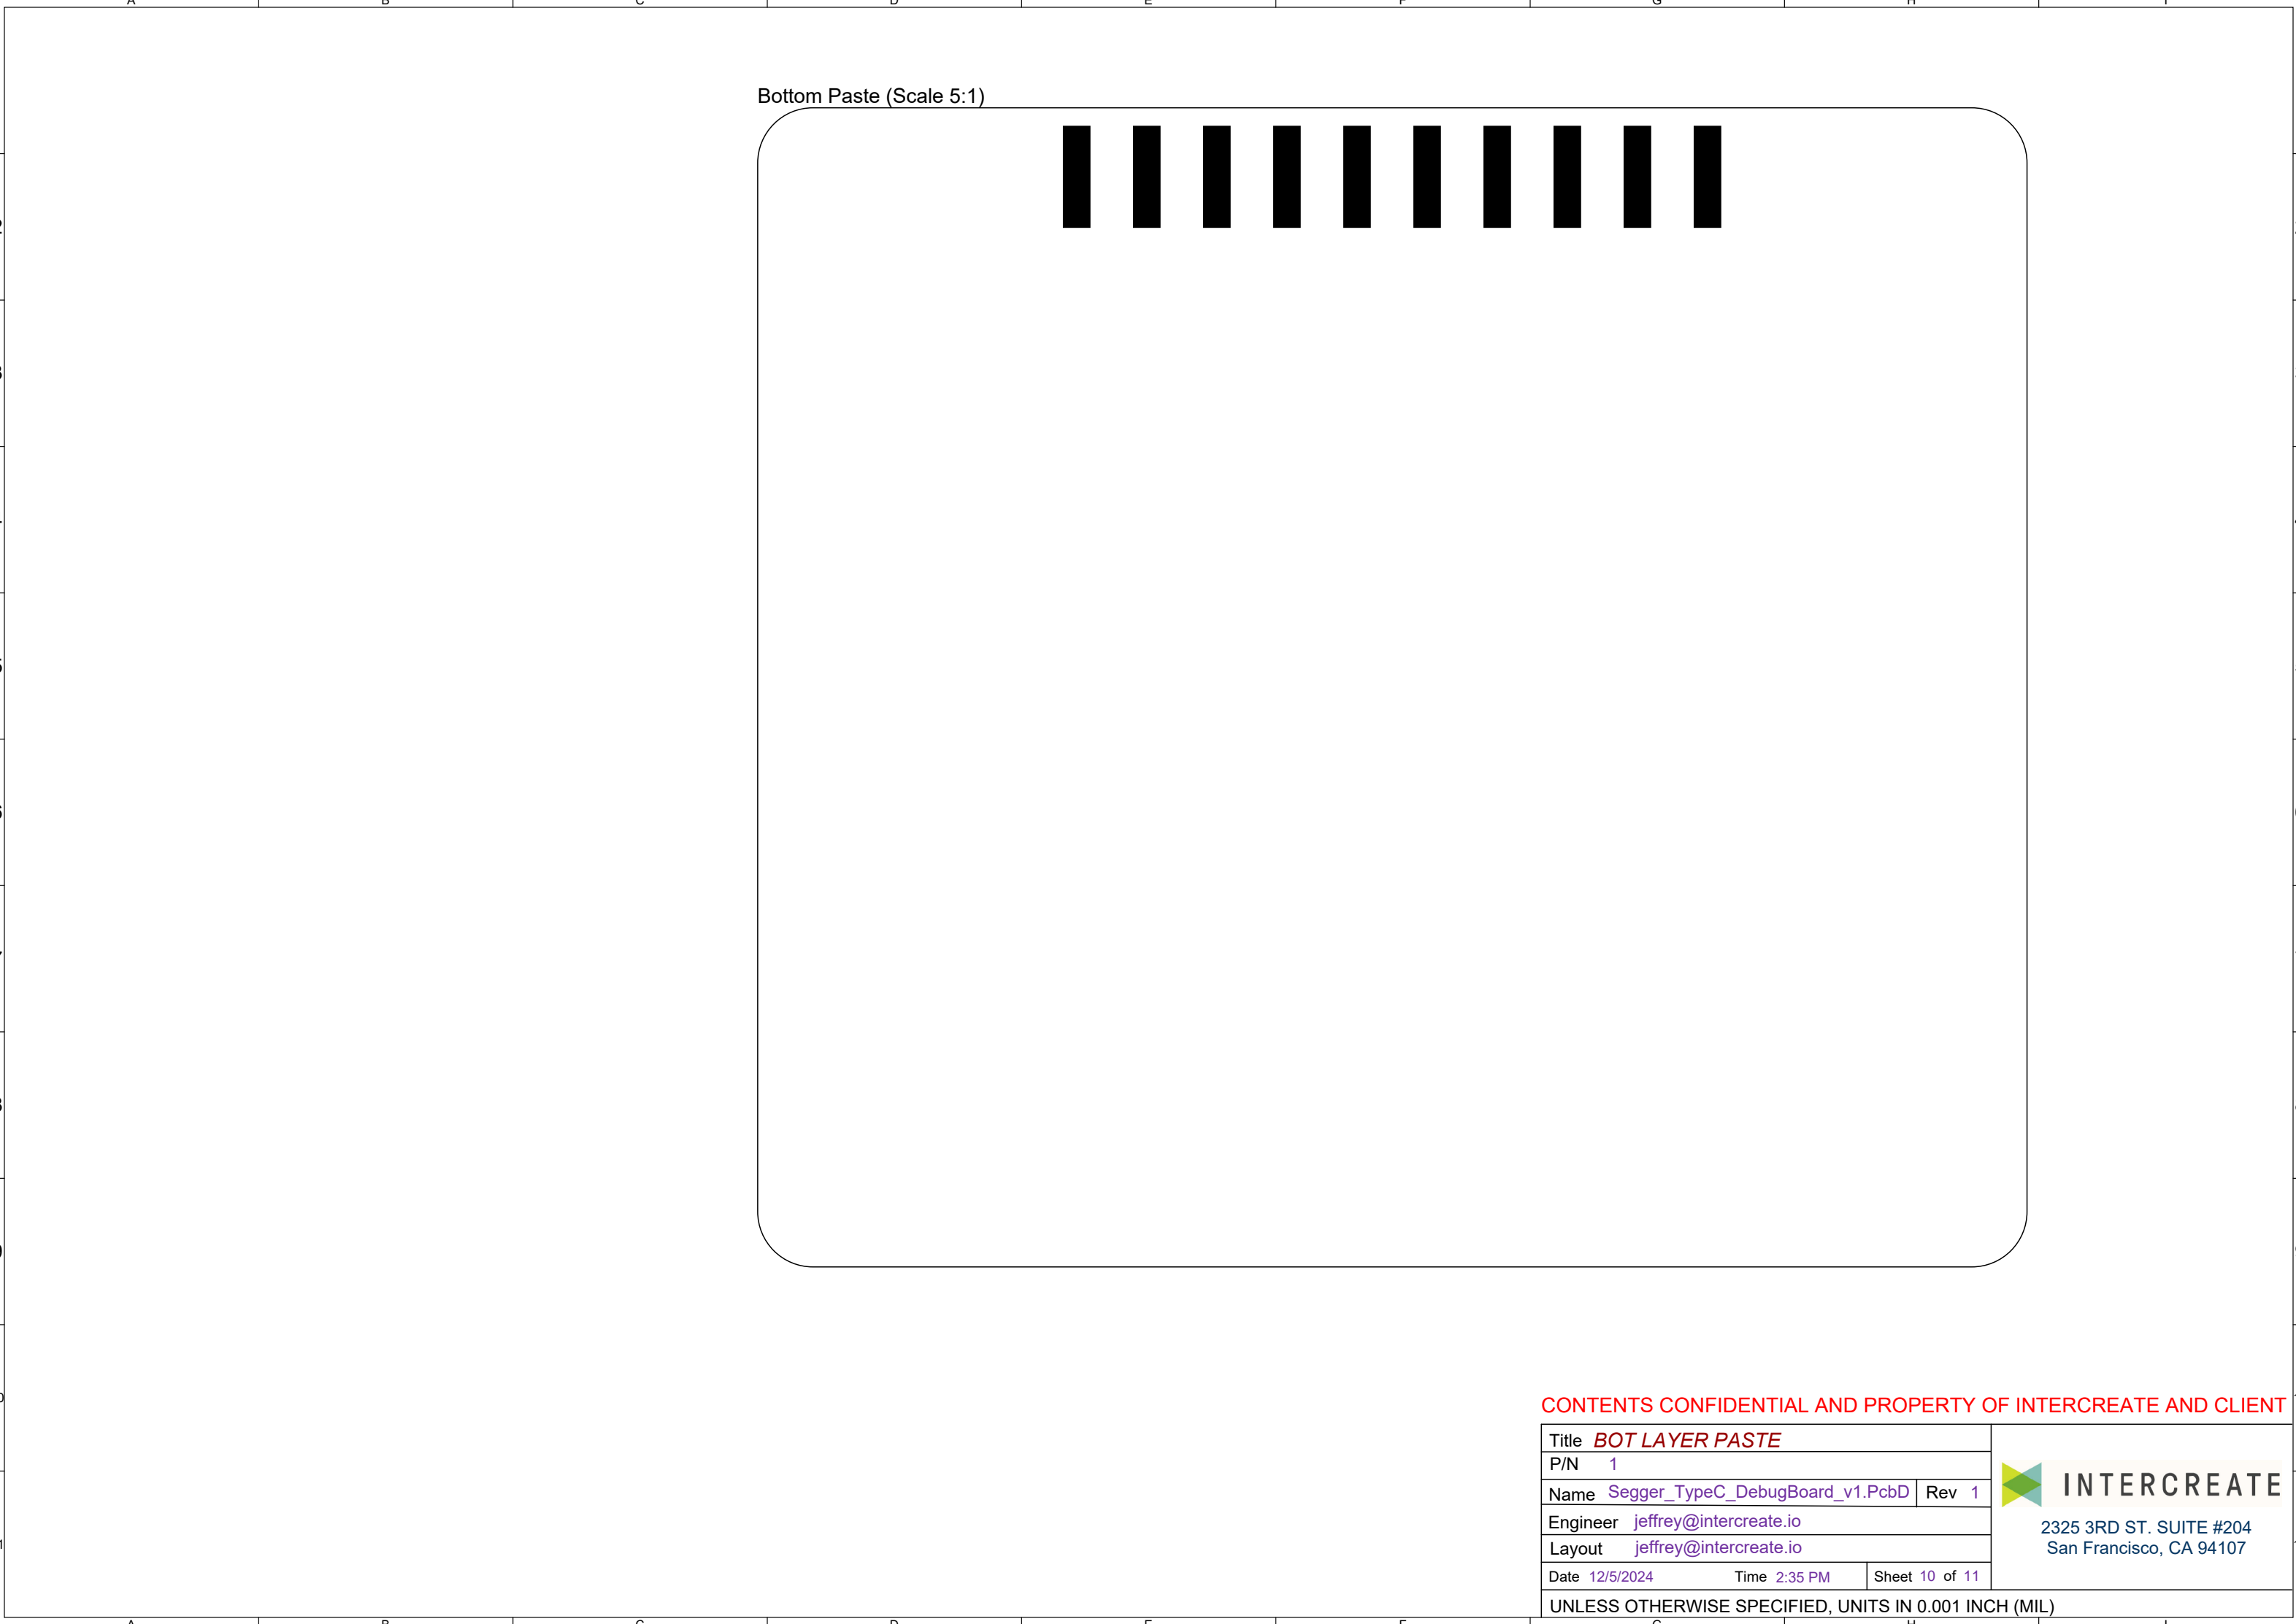 Bottom Paste (Scale 5:1)
CONTENTS CONFIDENTIAL AND PROPERTY OF INTERCREATE AND CLIENT
Title BOT LAYER PASTE
P/N 1
Name Segger_TypeC_DebugBoard_v1.PcbD Rev 1
Engineer jeffrey@intercreate.io
Layout jeffrey@intercreate.io
Date 12/5/2024 Time 2:35 PM Sheet 10 of 11
INTERCREATE
2325 3RD ST. SUITE #204
San Francisco, CA 94107
UNLESS OTHERWISE SPECIFIED, UNITS IN 0.001 INCH (MIL)